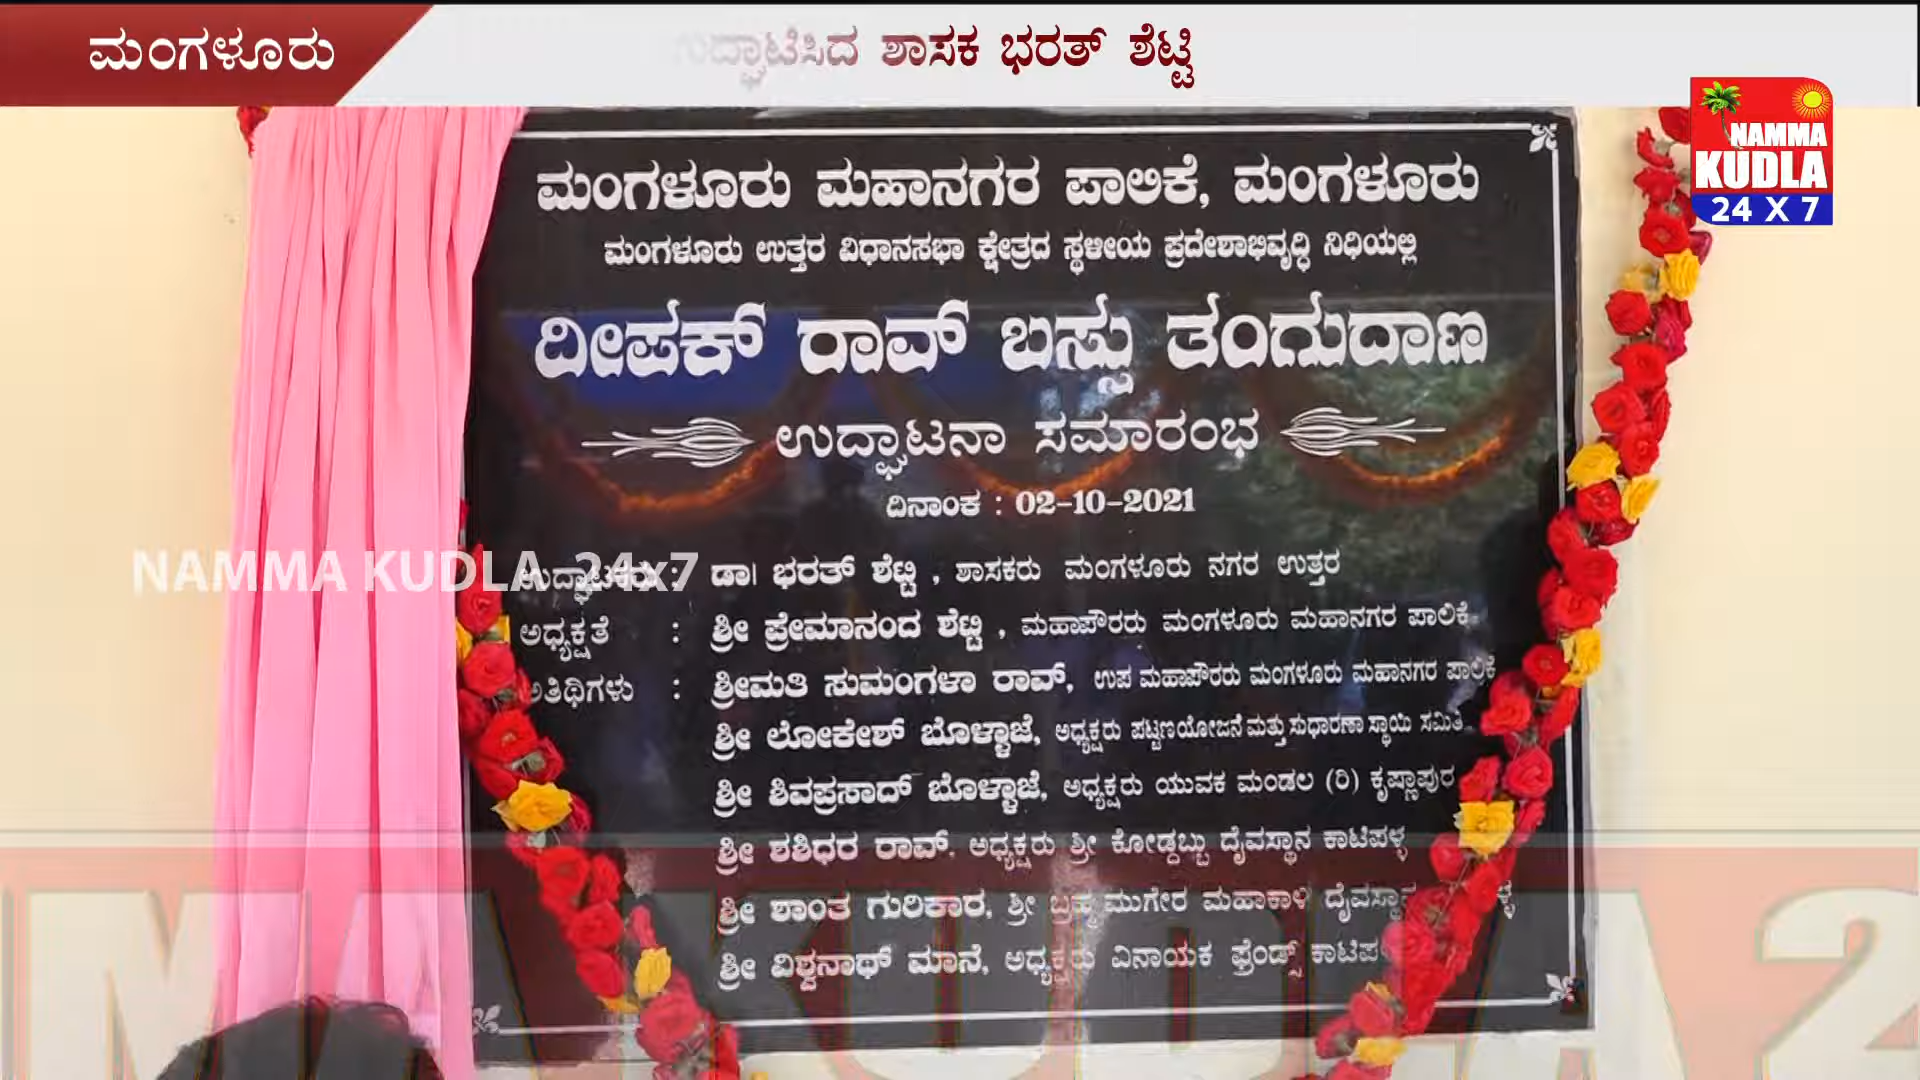 ಮಂಗಳೂರು
ಉದ್ಘಾಟಿಸಿದ ಶಾಸಕ ಭರತ್ ಶೆಟ್ಟಿ
NAMMA
KUDLA
24 X 7
ಮಂಗಳೂರು ಮಹಾನಗರ ಪಾಲಿಕೆ, ಮಂಗಳೂರು
ಮಂಗಳೂರು ಉತ್ತರ ವಿಧಾನಸಭಾ ಕ್ಷೇತ್ರದ ಸ್ಥಳೀಯ ಪ್ರದೇಶಾಭಿವೃದ್ಧಿ ನಿಧಿಯಲ್ಲಿ
ದೀಪಕ್ ರಾವ್ ಬಸ್ಸು ತಂಗುದಾಣ
ಉದ್ಘಾಟನಾ ಸಮಾರಂಭ
ದಿನಾಂಕ : 02-10-2021
NAMMA KUDLA 24x7
ಉದ್ಘಾಟಕರು : ಡಾ| ಭರತ್ ಶೆಟ್ಟಿ , ಶಾಸಕರು ಮಂಗಳೂರು ನಗರ ಉತ್ತರ
ಅಧ್ಯಕ್ಷತೆ : ಶ್ರೀ ಪ್ರೇಮಾನಂದ ಶೆಟ್ಟಿ , ಮಹಾಪೌರರು ಮಂಗಳೂರು ಮಹಾನಗರ ಪಾಲಿಕೆ
ಅತಿಥಿಗಳು : ಶ್ರೀಮತಿ ಸುಮಂಗಳಾ ರಾವ್, ಉಪ ಮಹಾಪೌರರು ಮಂಗಳೂರು ಮಹಾನಗರ ಪಾಲಿಕೆ
ಶ್ರೀ ಲೋಕೇಶ್ ಬೊಳ್ಳಾಜೆ, ಅಧ್ಯಕ್ಷರು ಪಟ್ಟಣಯೋಜನೆ ಮತ್ತು ಸುಧಾರಣಾ ಸ್ಥಾಯಿ ಸಮಿತಿ
ಶ್ರೀ ಶಿವಪ್ರಸಾದ್ ಬೊಳ್ಳಾಜೆ, ಅಧ್ಯಕ್ಷರು ಯುವಕ ಮಂಡಲ (ರಿ) ಕೃಷ್ಣಾಪುರ
ಶ್ರೀ ಶಶಿಧರ ರಾವ್, ಅಧ್ಯಕ್ಷರು ಶ್ರೀ ಕೋರ್ದಬ್ಬು ದೈವಸ್ಥಾನ ಕಾಟಿಪಳ್ಳ
ಶ್ರೀ ಶಾಂತ ಗುರಿಕಾರ, ಶ್ರೀ ಬ್ರಹ್ಮ ಮುಗೇರ ಮಹಾಕಾಳಿ
ಶ್ರೀ ವಿಶ್ವನಾಥ್ ಮಾನೆ, ಅಧ್ಯಕ್ಷರು ವಿನಾಯಕ ಫ್ರೆಂಡ್ಸ್